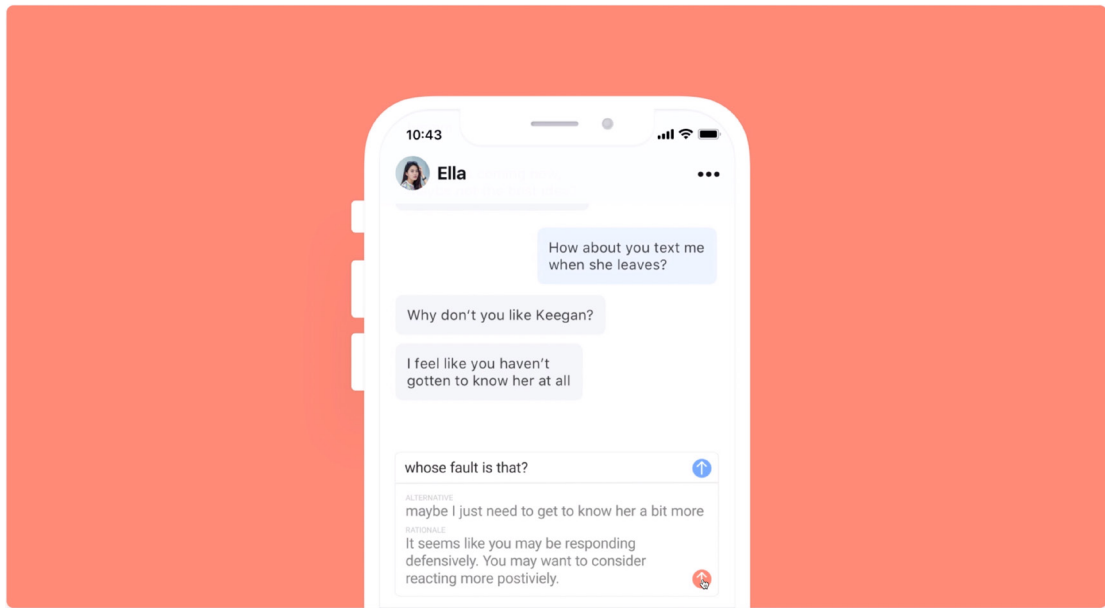 10:43
Ella
How about you text me
when she leaves?
Why don't you like Keegan?
I feel like you haven't
gotten to know her at all
whose fault is that?
ALTERNATIVE
maybe I just need to get to know her a bit more
RATIONALE
It seems like you may be responding
defensively. You may want to consider
reacting more postiviely.